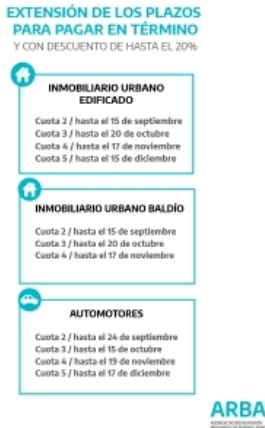 EXTENSIÓN DE LOS PLAZOS
PARA PAGAR EN TÉRMINO
Y CON DESCUENTO DE HASTA EL 20%
INMOBILIARIO URBANO
EDIFICADO
Cuota 2 / hasta el 15 de septiembre
Cuota 3 / hasta el 20 de octubre
Cuota 4 / hasta el 17 de noviembre
Cuota 5 / hasta el 15 de diciembre
INMOBILIARIO URBANO BALDÍO
Cuota 2 / hasta el 15 de septiembre
Cuota 3 / hasta el 20 de octubre
Cuota 4 / hasta el 17 de noviembre
AUTOMOTORES
Cuota 2 / hasta el 24 de septiembre
Cuota 3 / hasta el 15 de octubre
Cuota 4 / hasta el 19 de noviembre
Cuota 5 / hasta el 17 de diciembre
ARBA